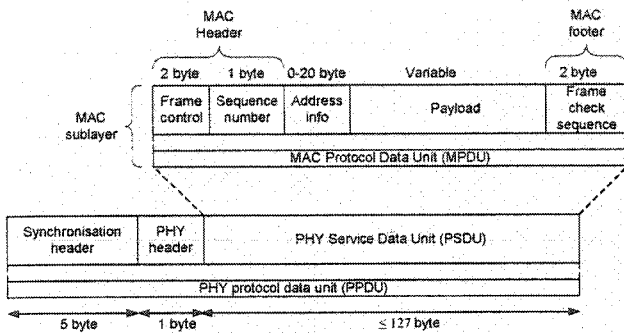 MAC
Header
MAC
footer
2 byte
1 byte
0-20 byte
Variable
2 byte
MAC
sublayer
Frame
control
Sequence
number
Address
info
Payload
Frame
check
sequence
MAC Protocol Data Unit (MPDU)
Synchronisation
header
PHY
header
PHY Service Data Unit (PSDU)
PHY protocol data unit (PPDU)
5 byte
1 byte
≤ 127 byte